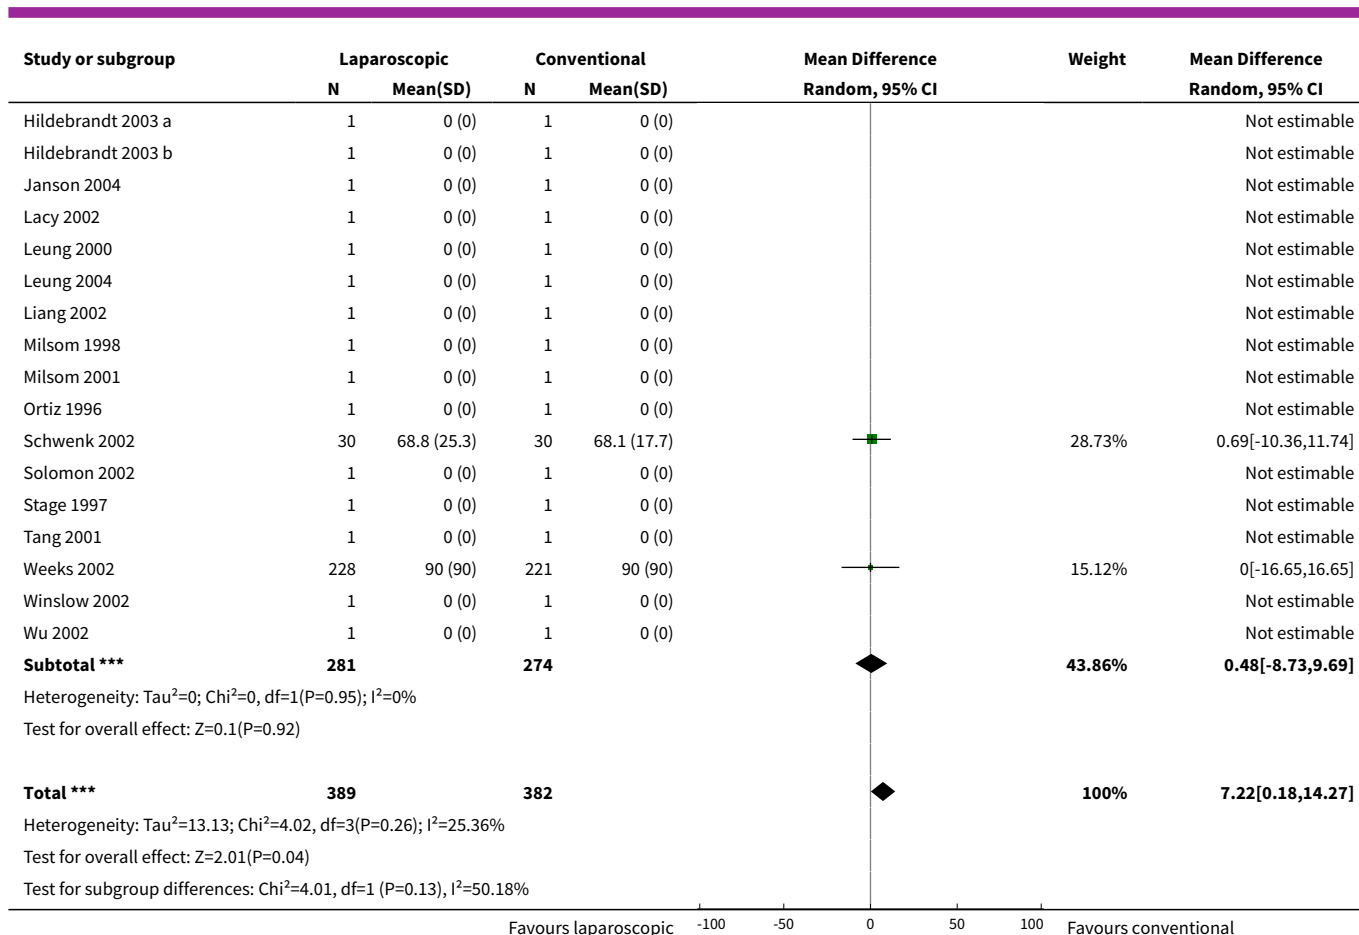 Study or subgroup Laparoscopic Conventional Mean Difference Weight Mean Difference
N Mean(SD) N Mean(SD) Random, 95% CI Random, 95% CI
Hildebrandt 2003 a 1 0 (0) 1 0 (0) Not estimable
Hildebrandt 2003 b 1 0 (0) 1 0 (0) Not estimable
Janson 2004 1 0 (0) 1 0 (0) Not estimable
Lacy 2002 1 0 (0) 1 0 (0) Not estimable
Leung 2000 1 0 (0) 1 0 (0) Not estimable
Leung 2004 1 0 (0) 1 0 (0) Not estimable
Liang 2002 1 0 (0) 1 0 (0) Not estimable
Milsom 1998 1 0 (0) 1 0 (0) Not estimable
Milsom 2001 1 0 (0) 1 0 (0) Not estimable
Ortiz 1996 1 0 (0) 1 0 (0) Not estimable
Schwenk 2002 30 68.8 (25.3) 30 68.1 (17.7) 28.73% 0.69[-10.36,11.74]
Solomon 2002 1 0 (0) 1 0 (0) Not estimable
Stage 1997 1 0 (0) 1 0 (0) Not estimable
Tang 2001 1 0 (0) 1 0 (0) Not estimable
Weeks 2002 228 90 (90) 221 90 (90) 15.12% 0[-16.65,16.65]
Winslow 2002 1 0 (0) 1 0 (0) Not estimable
Wu 2002 1 0 (0) 1 0 (0) Not estimable
Subtotal *** 281 274 43.86% 0.48[-8.73,9.69]
Heterogeneity: Tau²=0; Chi²=0, df=1(P=0.95); I²=0%
Test for overall effect: Z=0.1(P=0.92)
Total *** 389 382 100% 7.22[0.18,14.27]
Heterogeneity: Tau²=13.13; Chi²=4.02, df=3(P=0.26); I²=25.36%
Test for overall effect: Z=2.01(P=0.04)
Test for subgroup differences: Chi²=4.01, df=1 (P=0.13), I²=50.18%
Favours laparoscopic -100 -50 0 50 100 Favours conventional